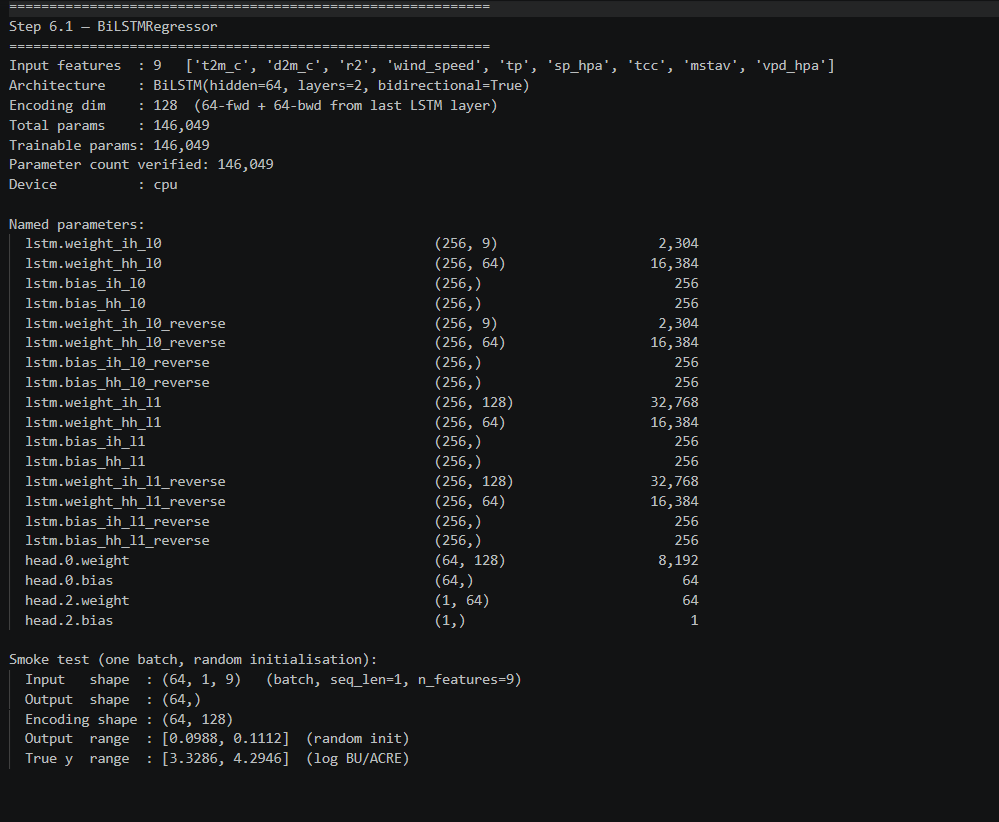 ============================================================
Step 6.1 — BiLSTMRegressor
============================================================
Input features  : 9   ['t2m_c', 'd2m_c', 'r2', 'wind_speed', 'tp', 'sp_hpa', 'tcc', 'mstav', 'vpd_hpa']
Architecture    : BiLSTM(hidden=64, layers=2, bidirectional=True)
Encoding dim    : 128  (64-fwd + 64-bwd from last LSTM layer)
Total params    : 146,049
Trainable params: 146,049
Parameter count verified: 146,049
Device          : cpu

Named parameters:
  lstm.weight_ih_l0                                  (256, 9)                    2,304
  lstm.weight_hh_l0                                  (256, 64)                  16,384
  lstm.bias_ih_l0                                    (256,)                        256
  lstm.bias_hh_l0                                    (256,)                        256
  lstm.weight_ih_l0_reverse                          (256, 9)                    2,304
  lstm.weight_hh_l0_reverse                          (256, 64)                  16,384
  lstm.bias_ih_l0_reverse                            (256,)                        256
  lstm.bias_hh_l0_reverse                            (256,)                        256
  lstm.weight_ih_l1                                  (256, 128)                 32,768
  lstm.weight_hh_l1                                  (256, 64)                  16,384
  lstm.bias_ih_l1                                    (256,)                        256
  lstm.bias_hh_l1                                    (256,)                        256
  lstm.weight_ih_l1_reverse                          (256, 128)                 32,768
  lstm.weight_hh_l1_reverse                          (256, 64)                  16,384
  lstm.bias_ih_l1_reverse                            (256,)                        256
  lstm.bias_hh_l1_reverse                            (256,)                        256
  head.0.weight                                      (64, 128)                   8,192
  head.0.bias                                        (64,)                          64
  head.2.weight                                      (1, 64)                        64
  head.2.bias                                        (1,)                            1

Smoke test (one batch, random initialisation):
  Input   shape  : (64, 1, 9)   (batch, seq_len=1, n_features=9)
  Output  shape  : (64,)
  Encoding shape : (64, 128)
  Output  range  : [0.0988, 0.1112]  (random init)
  True y  range  : [3.3286, 4.2946]  (log BU/ACRE)